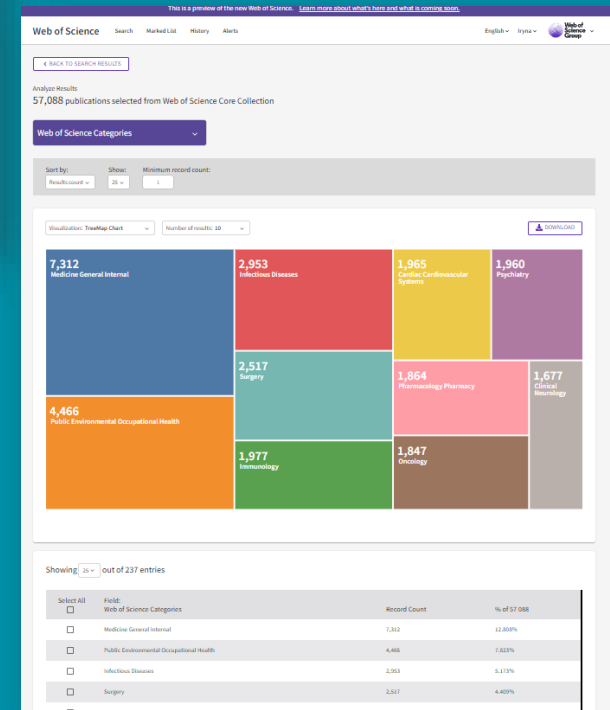 This is a preview of the new Web of Science. Learn more about what's here and what is coming soon.
Web of Science Search Marked List History Alerts English Iryna Web of Science Group
BACK TO SEARCH RESULTS
Analyze Results
57,088 publications selected from Web of Science Core Collection
Web of Science Categories
Sort by: Show: Minimum record count:
Results count 25 1
Visualization: TreeMap Chart Number of results: 10 DOWNLOAD
7,312
Medicine General Internal
2,953
Infectious Diseases
1,965
Cardiac Cardiovascular
Systems
1,960
Psychiatry
2,517
Surgery
1,864
Pharmacology Pharmacy
1,677
Clinical
Neurology
4,466
Public Environmental Occupational Health
1,977
Immunology
1,847
Oncology
Showing 25 out of 237 entries
Select All Field:
Web of Science Categories Record Count % of 57 088
Medicine General Internal 7,312 12.808%
Public Environmental Occupational Health 4,466 7.823%
Infectious Diseases 2,953 5.173%
Surgery 2,517 4.409%